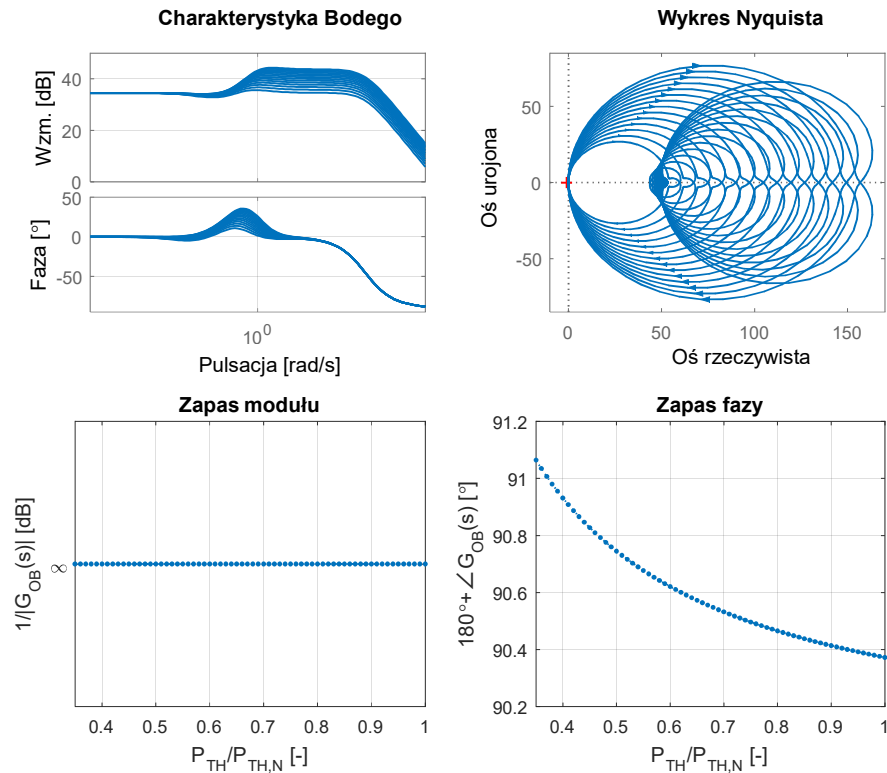 Charakterystyka Bodego
Wzm. [dB]
40
20
0
Faza [°]
50
0
-50
10⁰
Pulsacja [rad/s]
Wykres Nyquista
Oś urojona
50
0
-50
0 50 100 150
Oś rzeczywista
Zapas modułu
1/|G_OB(s)| [dB]
∞
0.4 0.5 0.6 0.7 0.8 0.9 1
P_TH/P_TH,N [-]
Zapas fazy
180°+∠G_OB(s) [°]
91.2
91
90.8
90.6
90.4
90.2
0.4 0.5 0.6 0.7 0.8 0.9 1
P_TH/P_TH,N [-]